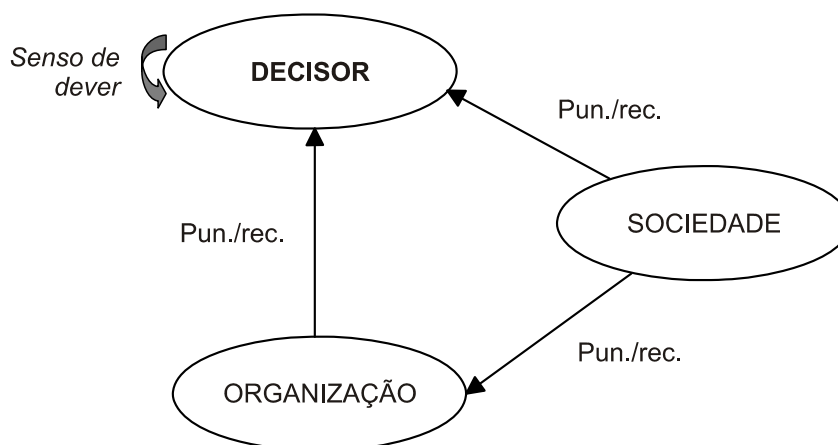 Senso de
dever
DECISOR
Pun./rec.
SOCIEDADE
Pun./rec.
Pun./rec.
ORGANIZAÇÃO